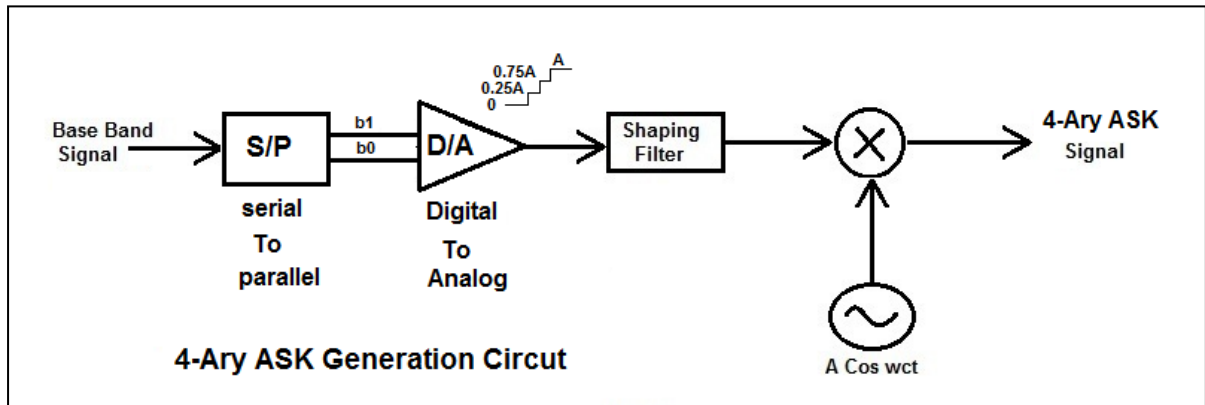 A
0.75A
0.25A
0
Base Band
Signal
S/P
b1
b0
D/A
Shaping
Filter
4-Ary ASK
Signal
serial
To
parallel
Digital
To
Analog
A Cos wct
4-Ary ASK Generation Circut